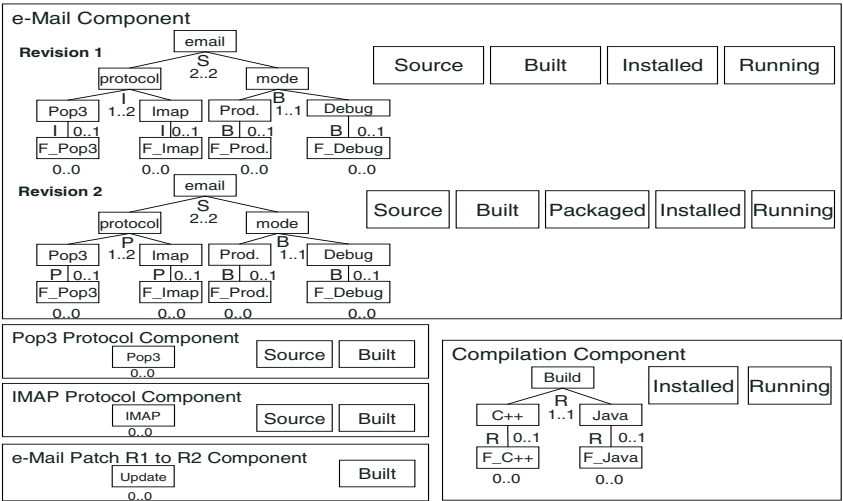 e-Mail Component
Revision 1
email
S
2..2
protocol
mode
Source
Built
Installed
Running
Pop3
I
1..2
Imap
Prod.
B
1..1
Debug
I 0..1
I 0..1
B 0..1
B 0..1
F_Pop3
F_Imap
F_Prod.
F_Debug
0..0
0..0
0..0
0..0
Revision 2
email
S
2..2
protocol
mode
Source
Built
Packaged
Installed
Running
Pop3
P
1..2
Imap
Prod.
B
1..1
Debug
P 0..1
P 0..1
B 0..1
B 0..1
F_Pop3
F_Imap
F_Prod.
F_Debug
0..0
0..0
0..0
0..0
Pop3 Protocol Component
Pop3
0..0
Source
Built
IMAP Protocol Component
IMAP
0..0
Source
Built
e-Mail Patch R1 to R2 Component
Update
0..0
Built
Compilation Component
Build
R
1..1
C++
Java
R 0..1
R 0..1
F_C++
F_Java
0..0
0..0
Installed
Running